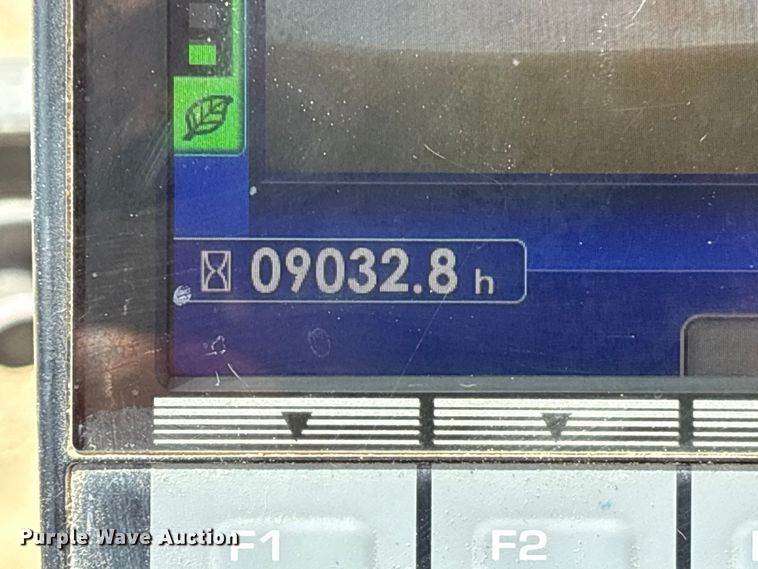 09032.8 h
F1 F2
Purple Wave Auction